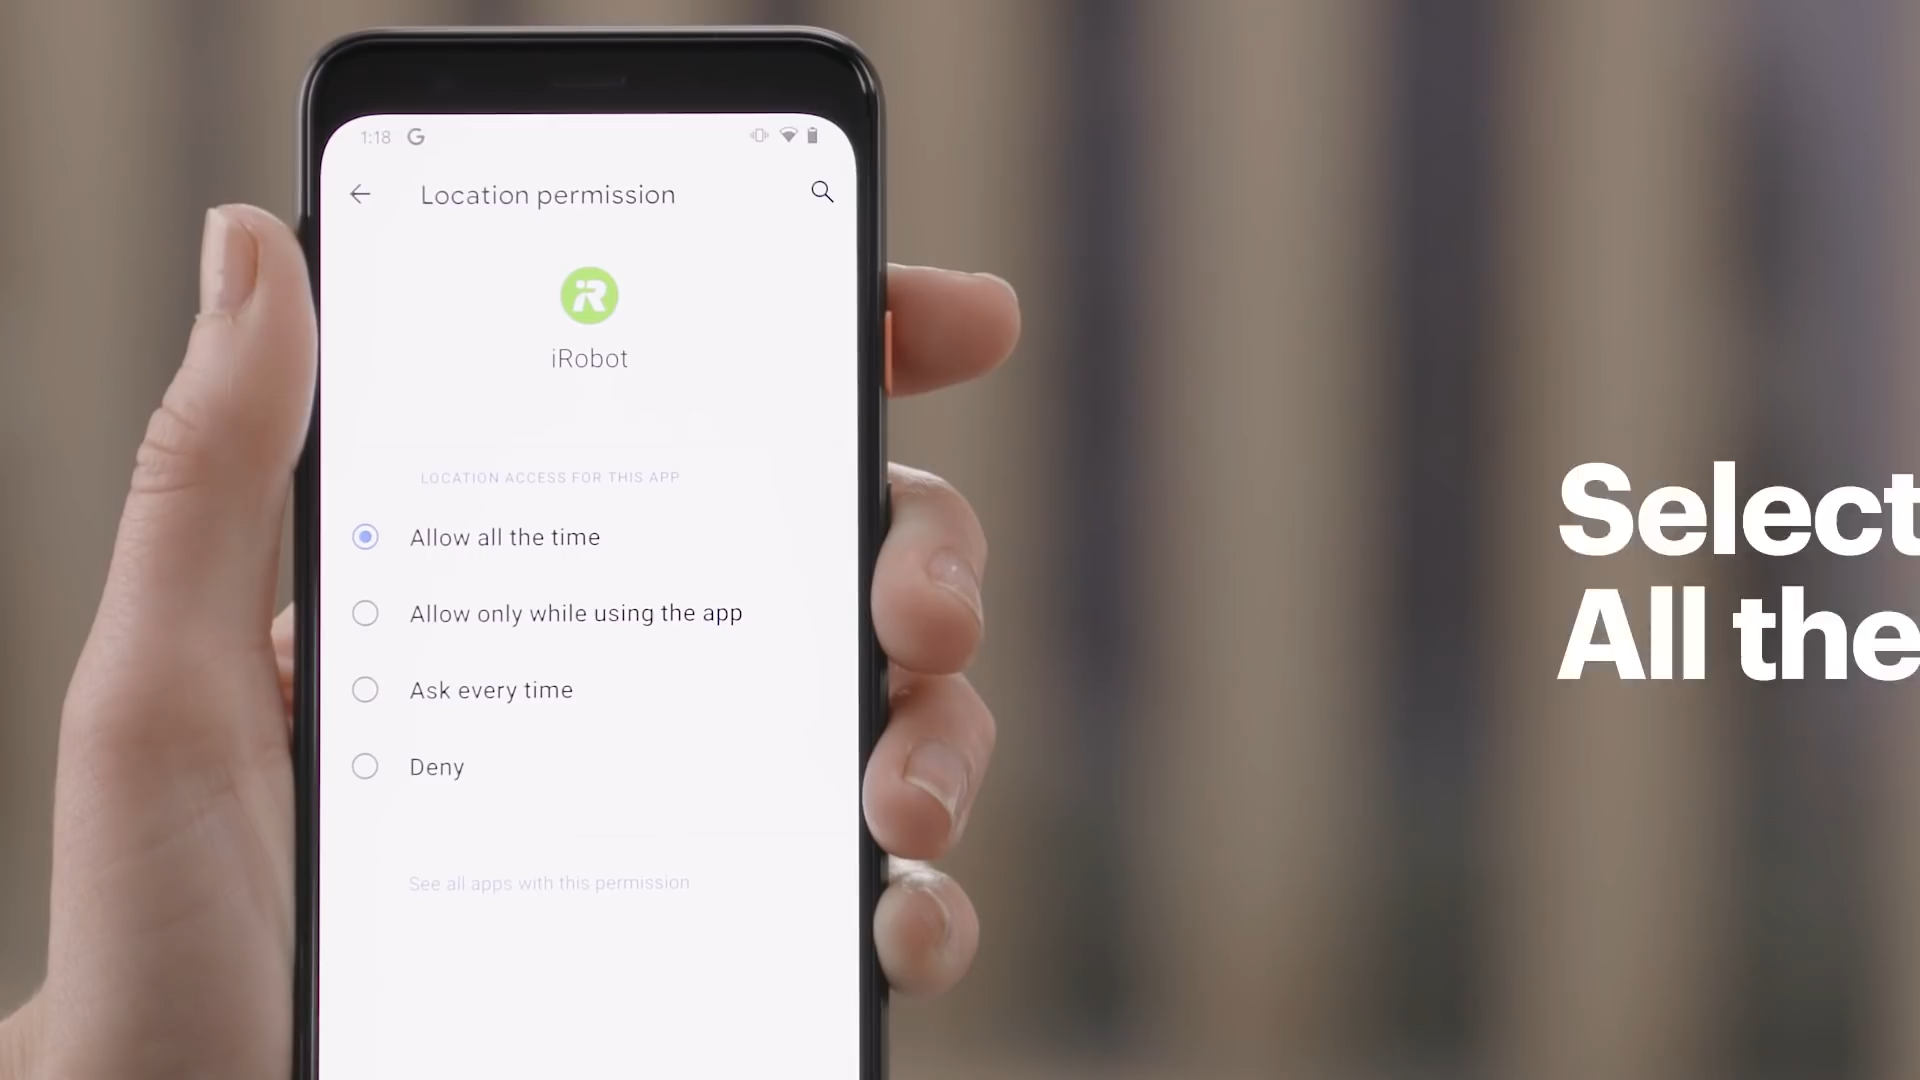 1:18
Location permission
iRobot
LOCATION ACCESS FOR THIS APP
Allow all the time
Allow only while using the app
Ask every time
Deny
See all apps with this permission
Select
All the